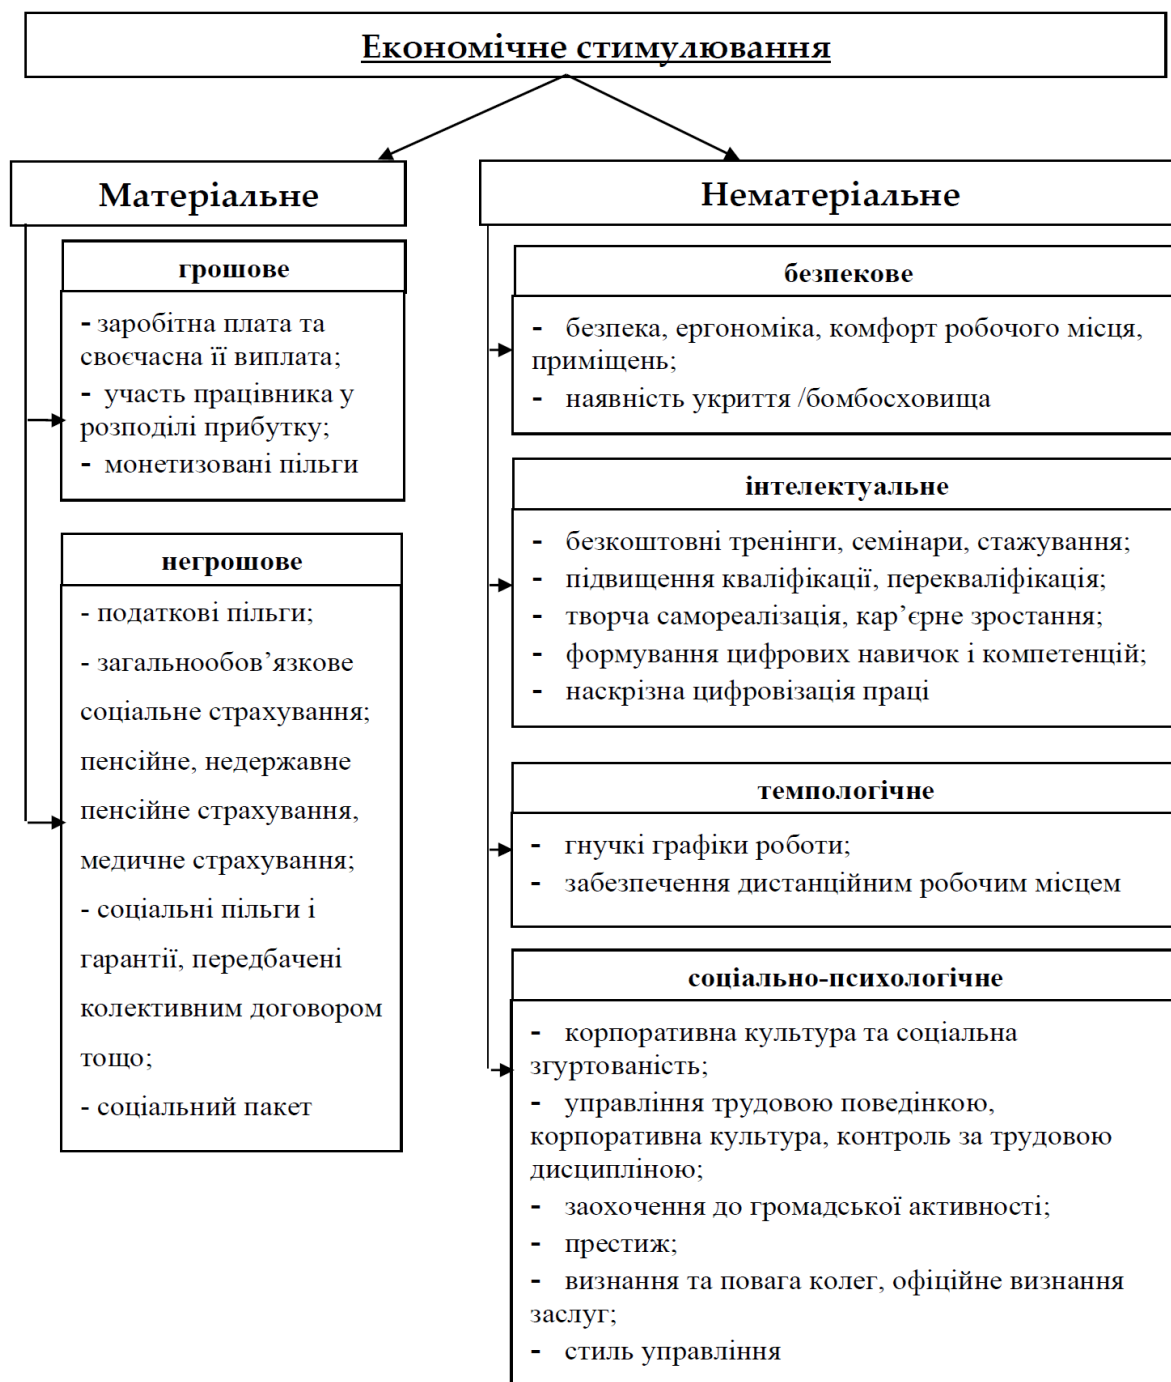 Економічне стимулювання
Матеріальне
грошове
- заробітна плата та
своєчасна її виплата;
- участь працівника у
розподілі прибутку;
- монетизовані пільги
негрошове
- податкові пільги;
- загальнообов’язкове
соціальне страхування;
пенсійне, недержавне
пенсійне страхування,
медичне страхування;
- соціальні пільги і
гарантії, передбачені
колективним договором
тощо;
- соціальний пакет
Нематеріальне
безпекове
- безпека, ергономіка, комфорт робочого місця,
приміщень;
- наявність укриття /бомбосховища
інтелектуальне
- безкоштовні тренінги, семінари, стажування;
- підвищення кваліфікації, перекваліфікація;
- творча самореалізація, кар’єрне зростання;
- формування цифрових навичок і компетенцій;
- наскрізна цифровізація праці
темпологічне
- гнучкі графіки роботи;
- забезпечення дистанційним робочим місцем
соціально-психологічне
- корпоративна культура та соціальна
згуртованість;
- управління трудовою поведінкою,
корпоративна культура, контроль за трудовою
дисципліною;
- заохочення до громадської активності;
- престиж;
- визнання та повага колег, офіційне визнання
заслуг;
- стиль управління